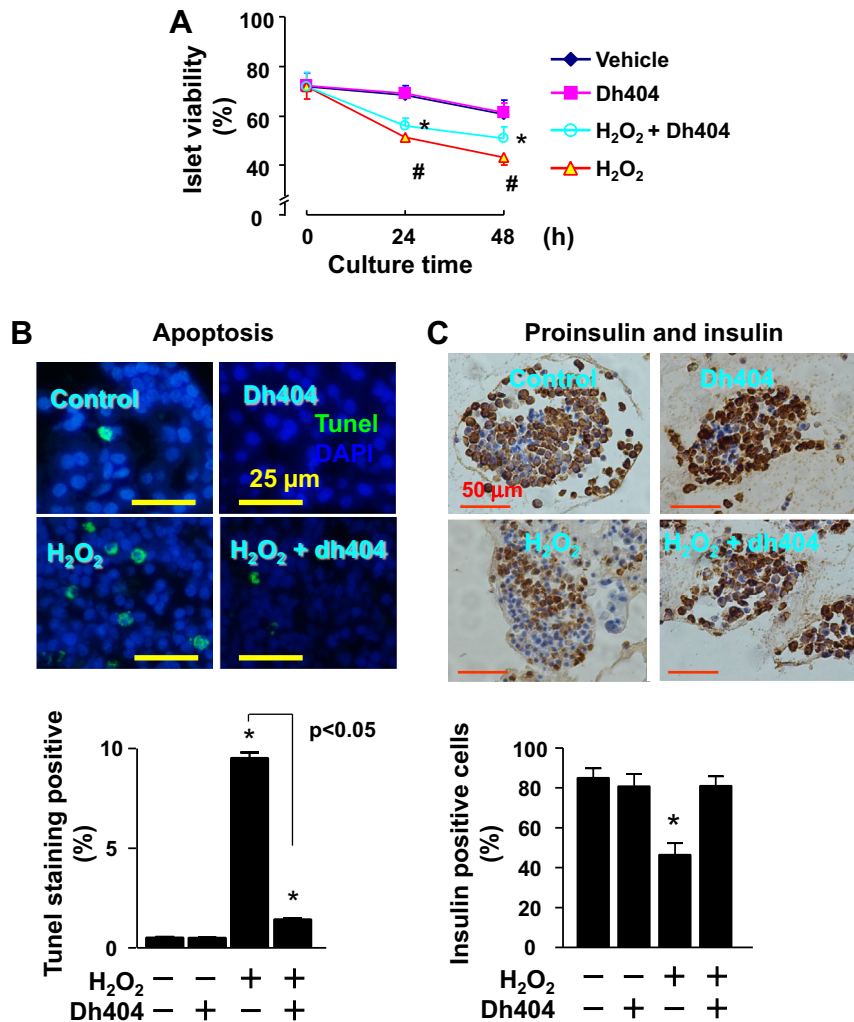 A
Islet viability
(%)
100
80
60
40
0
0 24 48 (h)
Culture time
* *
# #
Vehicle
Dh404
H₂O₂ + Dh404
H₂O₂
B Apoptosis
Control
Dh404
Tunel
DAPI
25 μm
H₂O₂
H₂O₂ + dh404
Tunel staining positive
(%)
10
5
0
*
*
p<0.05
H₂O₂ − − + +
Dh404 − + − +
C Proinsulin and insulin
Control
Dh404
50 μm
H₂O₂
H₂O₂ + dh404
Insulin positive cells
(%)
100
80
60
40
20
0
*
H₂O₂ − − + +
Dh404 − + − +